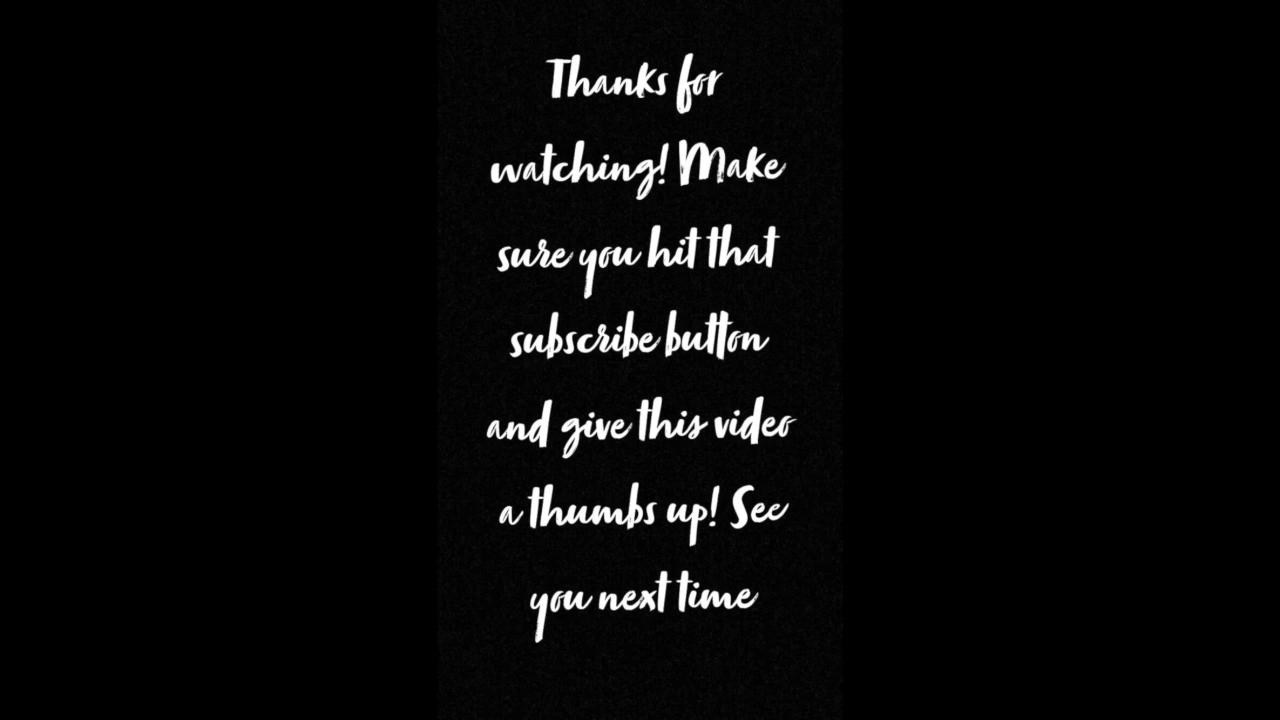 Thanks for
watching! Make
sure you hit that
subscribe button
and give this video
a thumbs up! See
you next time